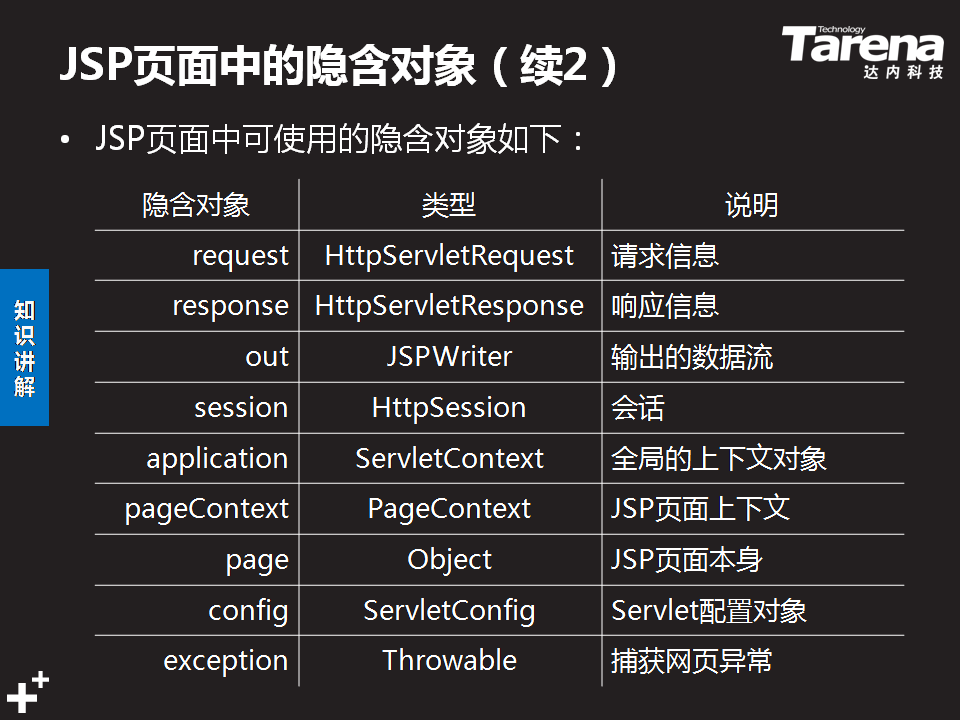 JSP页面中的隐含对象（续2）
Technology
Tarena
达内科技
• JSP页面中可使用的隐含对象如下：
隐含对象 类型 说明
request HttpServletRequest 请求信息
response HttpServletResponse 响应信息
out JSPWriter 输出的数据流
session HttpSession 会话
application ServletContext 全局的上下文对象
pageContext PageContext JSP页面上下文
page Object JSP页面本身
config ServletConfig Servlet配置对象
exception Throwable 捕获网页异常
知识讲解